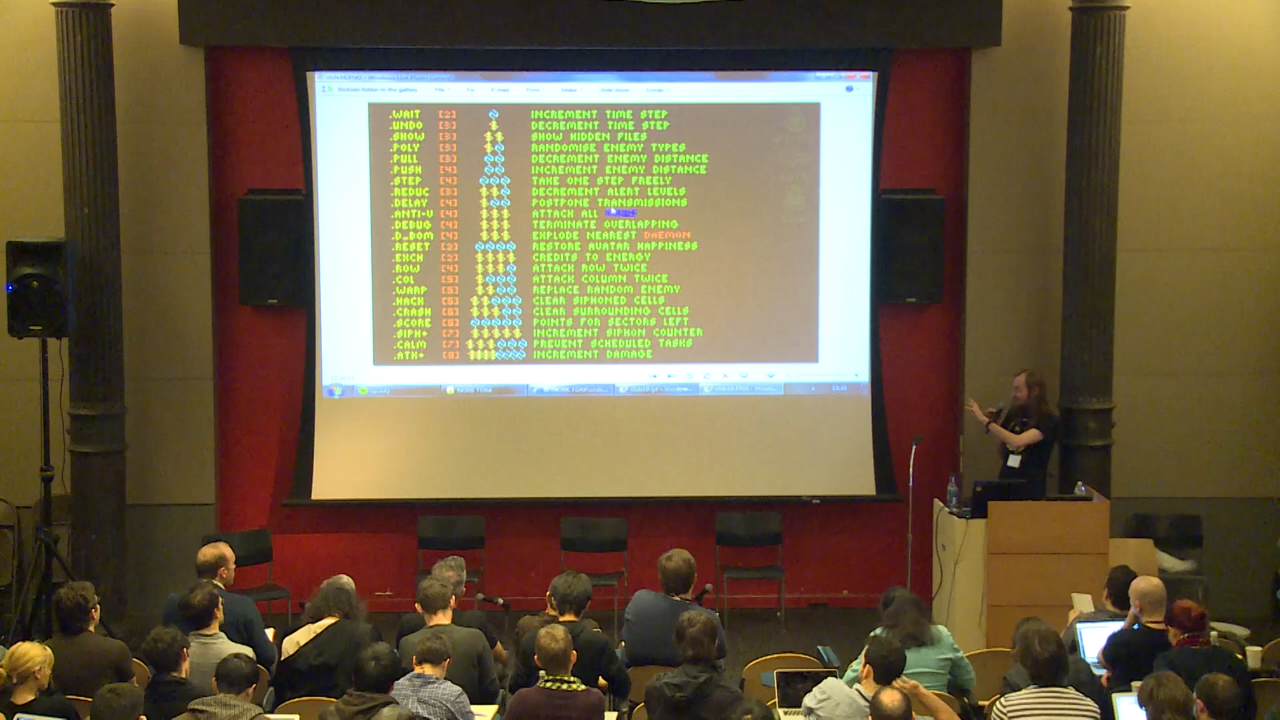 .WAIT [2] INCREMENT TIME STEP
.UNDO [3] DECREMENT TIME STEP
.SHOW [3] SHOW HIDDEN FILES
.POLY [3] RANDOMISE ENEMY TYPES
.PULL [3] DECREMENT ENEMY DISTANCE
.PUSH [4] INCREMENT ENEMY DISTANCE
.STEP [4] TAKE ONE STEP FREELY
.REDUC [3] DECREMENT ALERT LEVELS
.DELAY [4] POSTPONE TRANSMISSIONS
.ANTI-V [4] ATTACK ALL
.DEBUG [4] TERMINATE OVERLAPPING
.D_BOM [4] EXPLODE NEAREST DAEMON
.RESET [2] RESTORE AVATAR HAPPINESS
.EXCH [2] CREDITS TO ENERGY
.ROW [4] ATTACK ROW TWICE
.COL [5] ATTACK COLUMN TWICE
.WARP [5] REPLACE RANDOM ENEMY
.HACK [5] CLEAR SIPHONED CELLS
.CRASH [6] CLEAR SURROUNDING CELLS
.SCORE [6] POINTS FOR SECTORS LEFT
.SIPH+ [7] INCREMENT SIPHON COUNTER
.CALM [7] PREVENT SCHEDULED TASKS
.ATK+ [8] INCREMENT DAMAGE